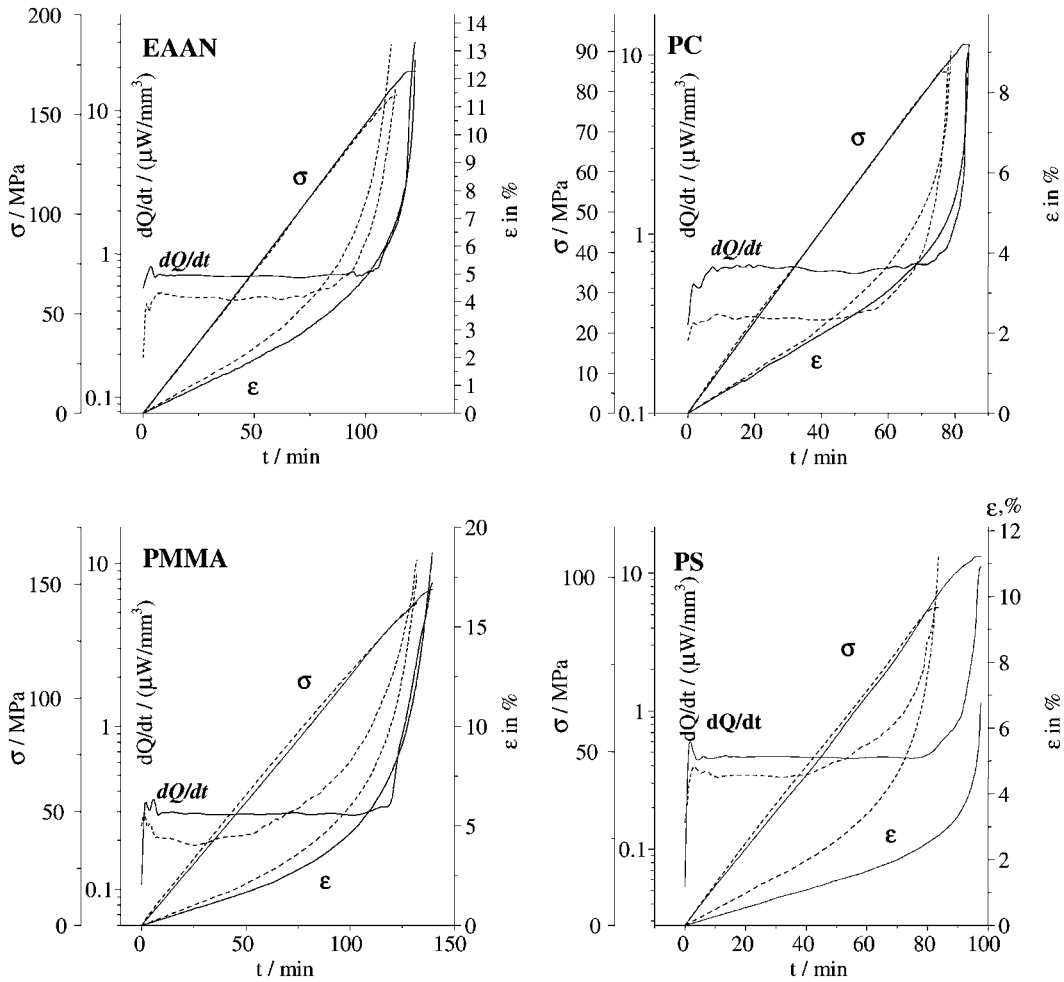 200
150
100
50
0
σ / MPa
10
1
0.1
dQ/dt / (μW/mm³)
EAAN
σ
dQ/dt
ε
14
13
12
11
10
9
8
7
6
5
4
3
2
1
0
ε in %
0
50
100
t / min
90
80
70
60
50
40
30
20
10
0
σ / MPa
10
1
0.1
dQ/dt / (μW/mm³)
PC
σ
dQ/dt
ε
8
6
4
2
0
ε in %
0
20
40
60
80
t / min
150
100
50
0
σ / MPa
10
1
0.1
dQ/dt / (μW/mm³)
PMMA
σ
dQ/dt
ε
20
15
10
5
0
ε in %
0
50
100
150
t / min
100
50
0
σ / MPa
10
1
0.1
dQ/dt / (μW/mm³)
PS
σ
dQ/dt
ε
ε,%
12
10
8
6
4
2
0
ε in %
0
20
40
60
80
100
t / min